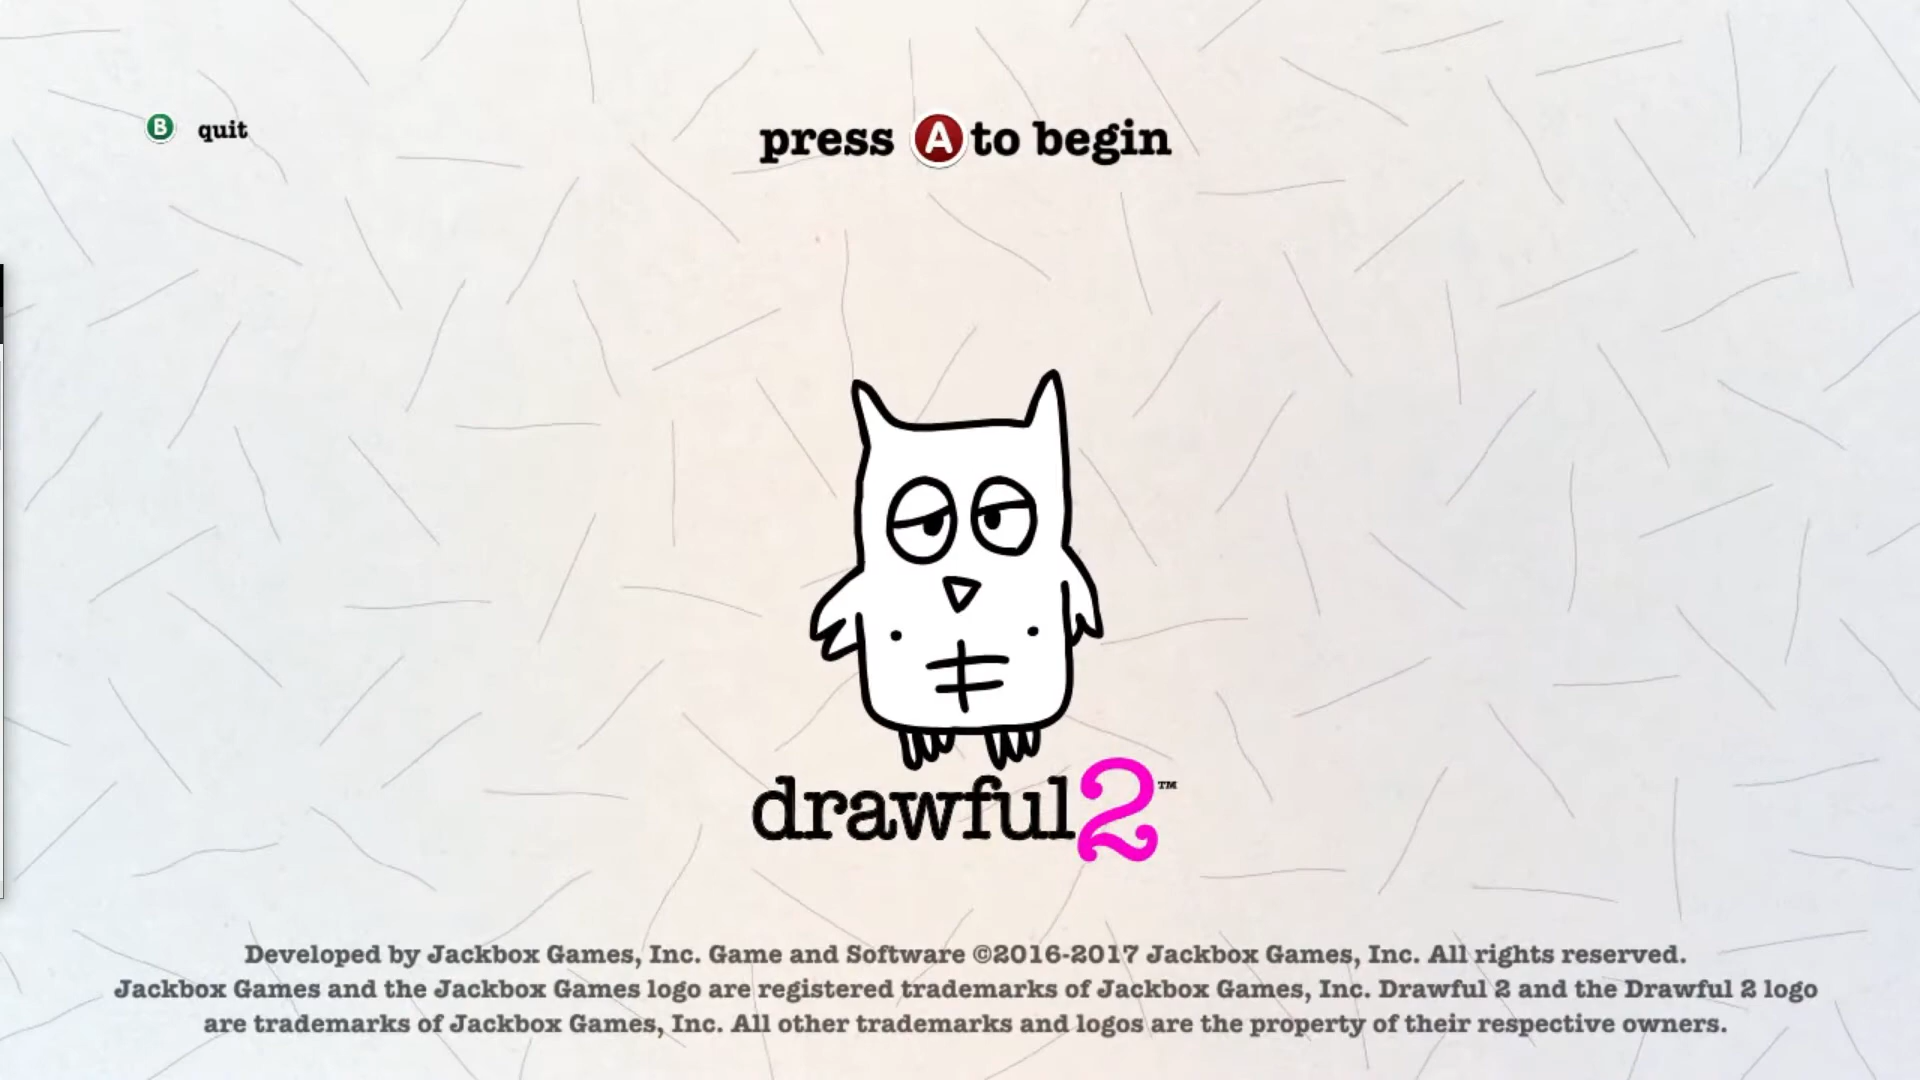 B quit
press A to begin
drawful 2™
Developed by Jackbox Games, Inc. Game and Software ©2016-2017 Jackbox Games, Inc. All rights reserved.
Jackbox Games and the Jackbox Games logo are registered trademarks of Jackbox Games, Inc. Drawful 2 and the Drawful 2 logo
are trademarks of Jackbox Games, Inc. All other trademarks and logos are the property of their respective owners.